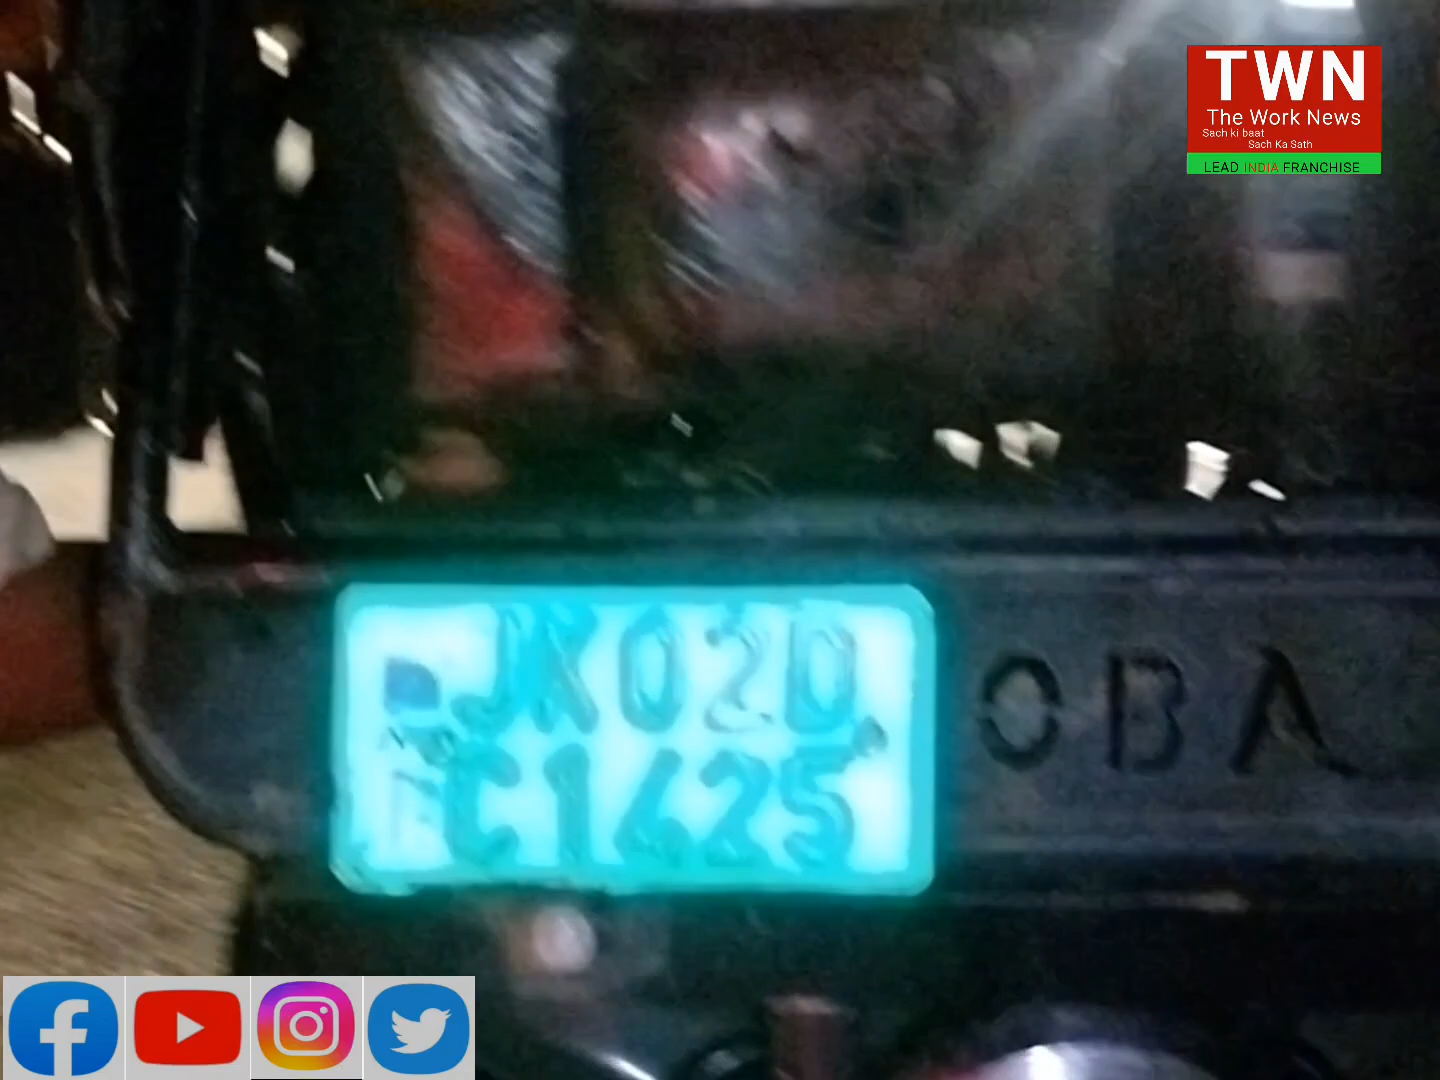 TWN
The Work News
Sach ki baat
Sach Ka Sath
LEAD INDIA FRANCHISE
JK02D
C1625
OBA